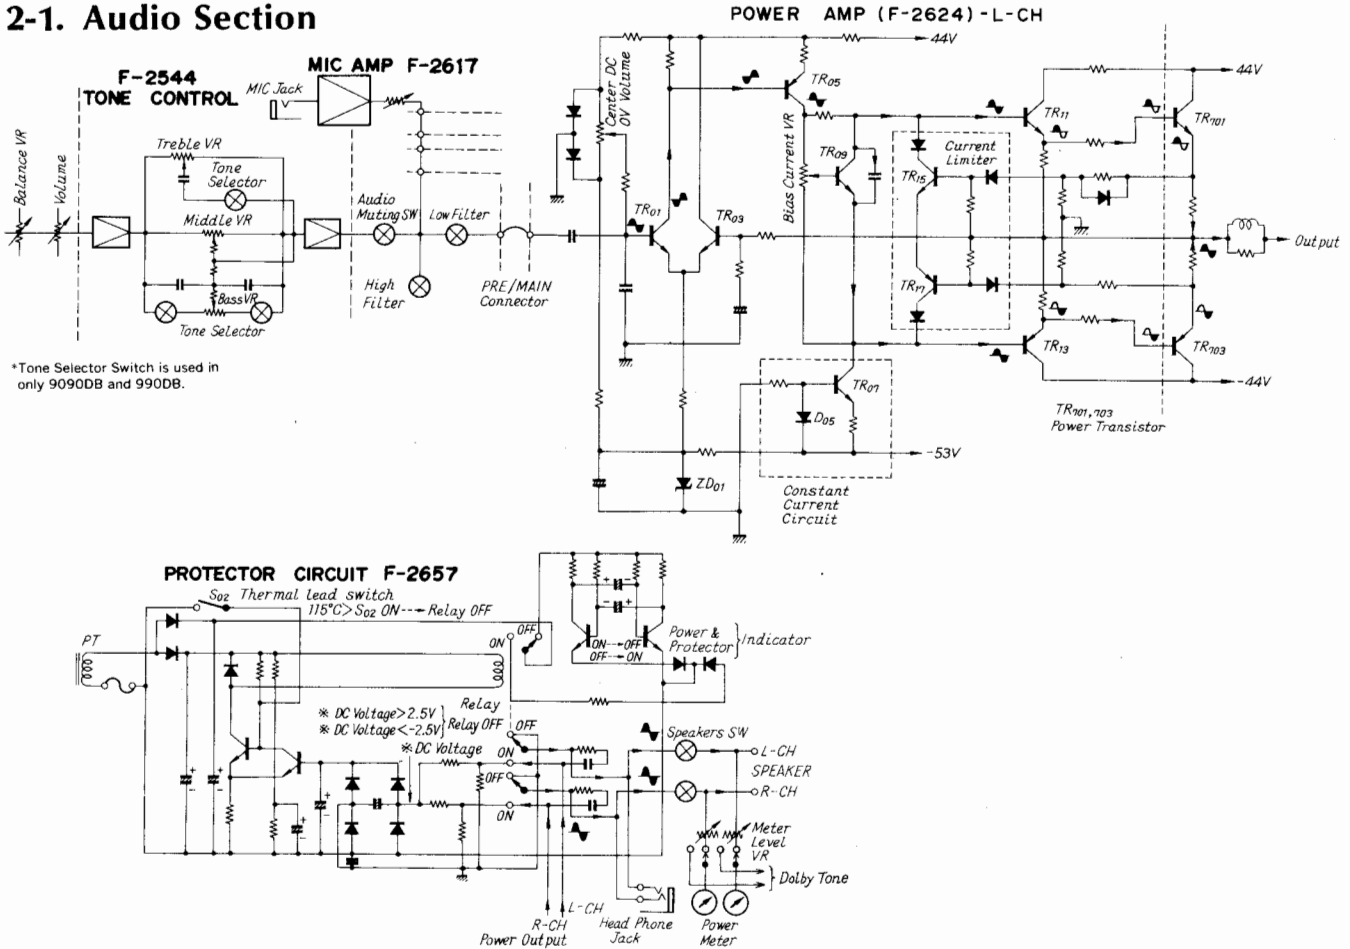 2-1. Audio Section
POWER AMP (F-2624)-L-CH
F-2544
TONE CONTROL
MIC AMP F-2617
MIC Jack
Balance VR
Volume
Treble VR
Tone
Selector
Middle VR
Bass VR
Tone Selector
Audio
Muting SW
Low Filter
High
Filter
PRE/MAIN
Connector
*Tone Selector Switch is used in
only 9090DB and 990DB.
Center DC
0V Volume
44V
TR05
TR01
TR03
Bias Current VR
TR09
Current
Limiter
TR15
TR17
TR11
TR13
44V
TR701
TR703
-44V
Output
TR701,703
Power Transistor
TR07
D05
-53V
ZD01
Constant
Current
Circuit
PROTECTOR CIRCUIT F-2657
S02 Thermal lead switch
115°C>S02 ON---Relay OFF
PT
OFF
ON
ON---OFF
OFF---ON
Power &
Protector
Indicator
Relay
※ DC Voltage>2.5V
※ DC Voltage<-2.5V
Relay OFF
※ DC Voltage
OFF
ON
OFF
ON
Speakers SW
L-CH
SPEAKER
R-CH
Meter
Level
VR
Dolby Tone
L-CH
R-CH
Power Output
Head Phone
Jack
Power
Meter